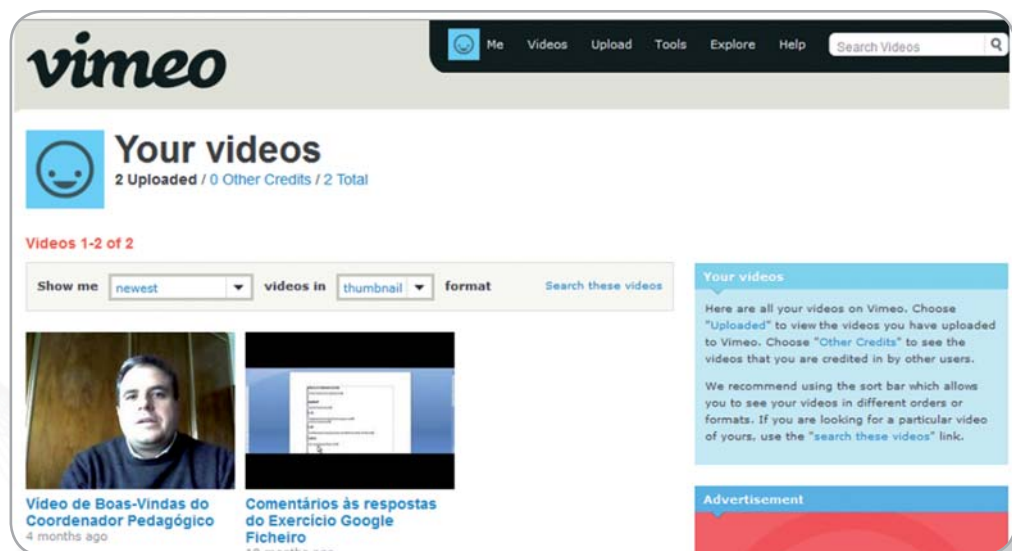 vimeo
Me Videos Upload Tools Explore Help Search Videos
Your videos
2 Uploaded / 0 Other Credits / 2 Total
Videos 1-2 of 2
Show me newest videos in thumbnail format Search these videos
Vídeo de Boas-Vindas do
Coordenador Pedagógico
4 months ago
Comentários às respostas
do Exercício Google
Ficheiro
months ago
Your videos
Here are all your videos on Vimeo. Choose
"Uploaded" to view the videos you have uploaded
to Vimeo. Choose "Other Credits" to see the
videos that you are credited in by other users.
We recommend using the sort bar which allows
you to see your videos in different orders or
formats. If you are looking for a particular video
of yours, use the "search these videos" link.
Advertisement